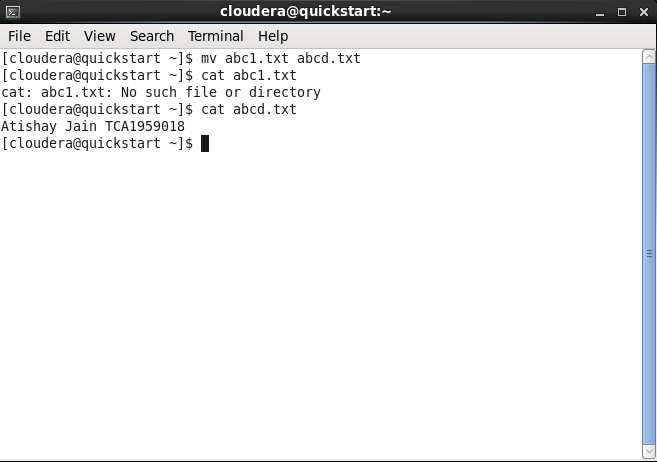 cloudera@quickstart:~
File Edit View Search Terminal Help
[cloudera@quickstart ~]$ mv abc1.txt abcd.txt
[cloudera@quickstart ~]$ cat abc1.txt
cat: abc1.txt: No such file or directory
[cloudera@quickstart ~]$ cat abcd.txt
Atishay Jain TCA1959018
[cloudera@quickstart ~]$